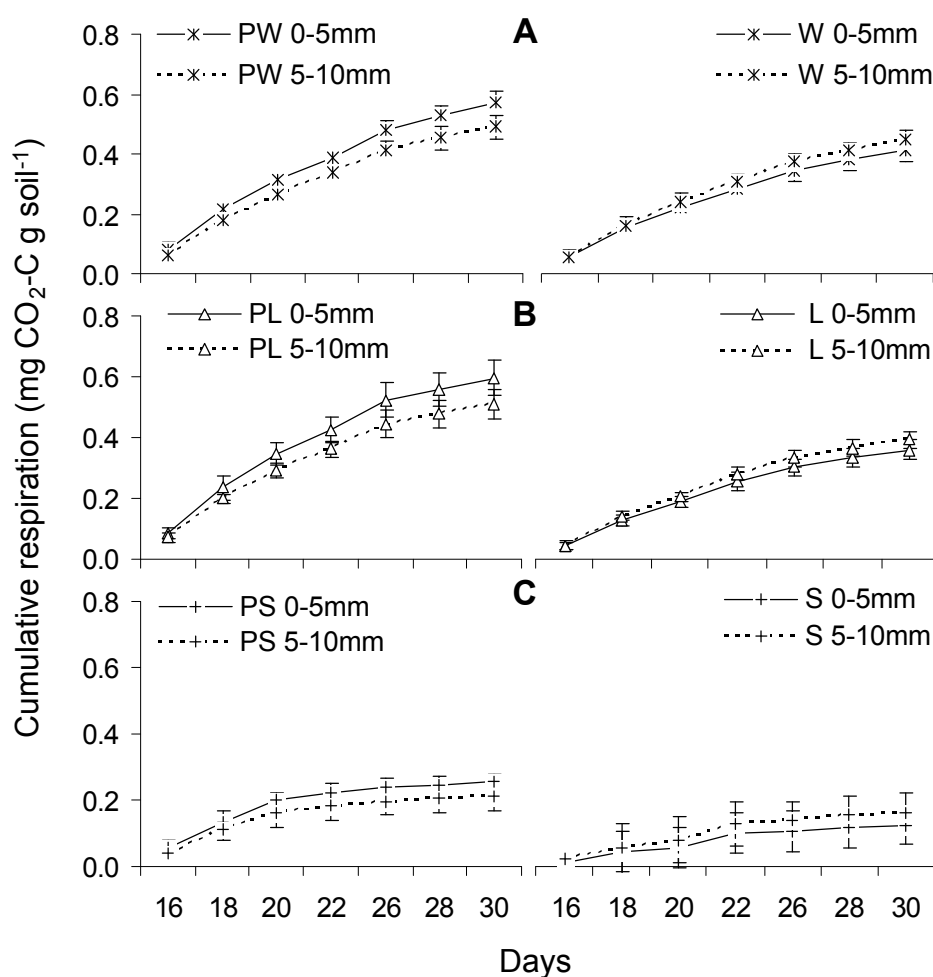 Cumulative respiration (mg CO₂-C g soil⁻¹)
A
PW 0-5mm
PW 5-10mm
W 0-5mm
W 5-10mm
0.8
0.6
0.4
0.2
0.0
B
PL 0-5mm
PL 5-10mm
L 0-5mm
L 5-10mm
0.8
0.6
0.4
0.2
0.0
C
PS 0-5mm
PS 5-10mm
S 0-5mm
S 5-10mm
0.8
0.6
0.4
0.2
0.0
16 18 20 22 26 28 30 16 18 20 22 26 28 30
Days